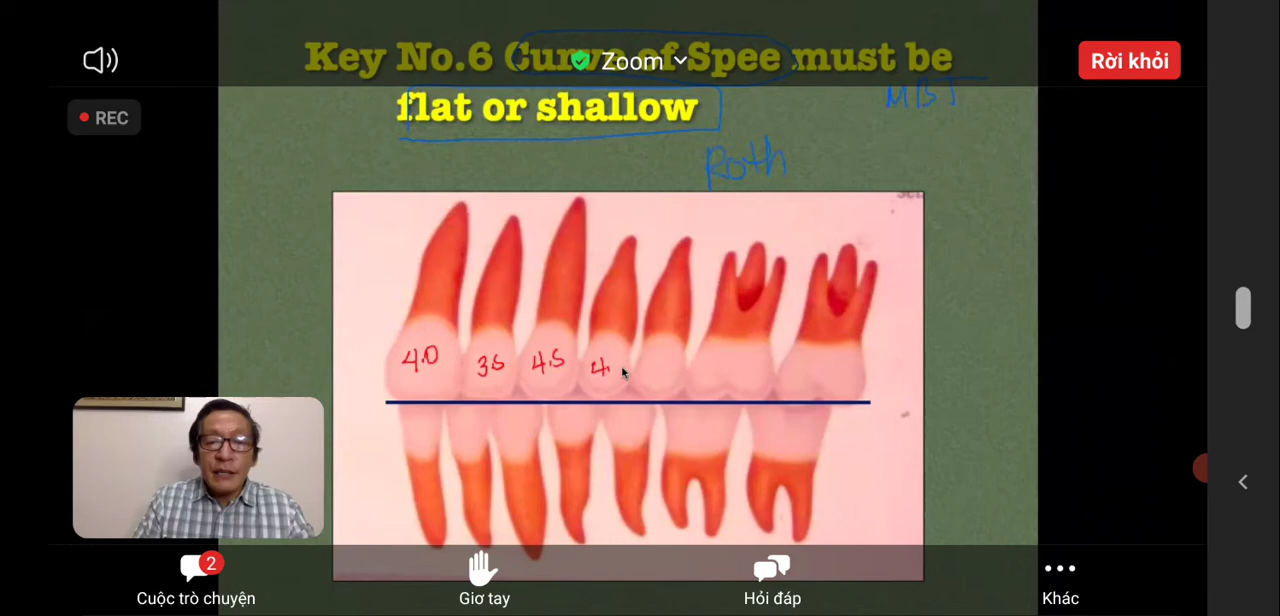 Key No.6 Curve of Spee must be
Zoom
Rời khỏi
flat or shallow
MBT
REC
Roth
4.0
3.5
4.5
4.
2
Cuộc trò chuyện
Giơ tay
Hỏi đáp
Khác